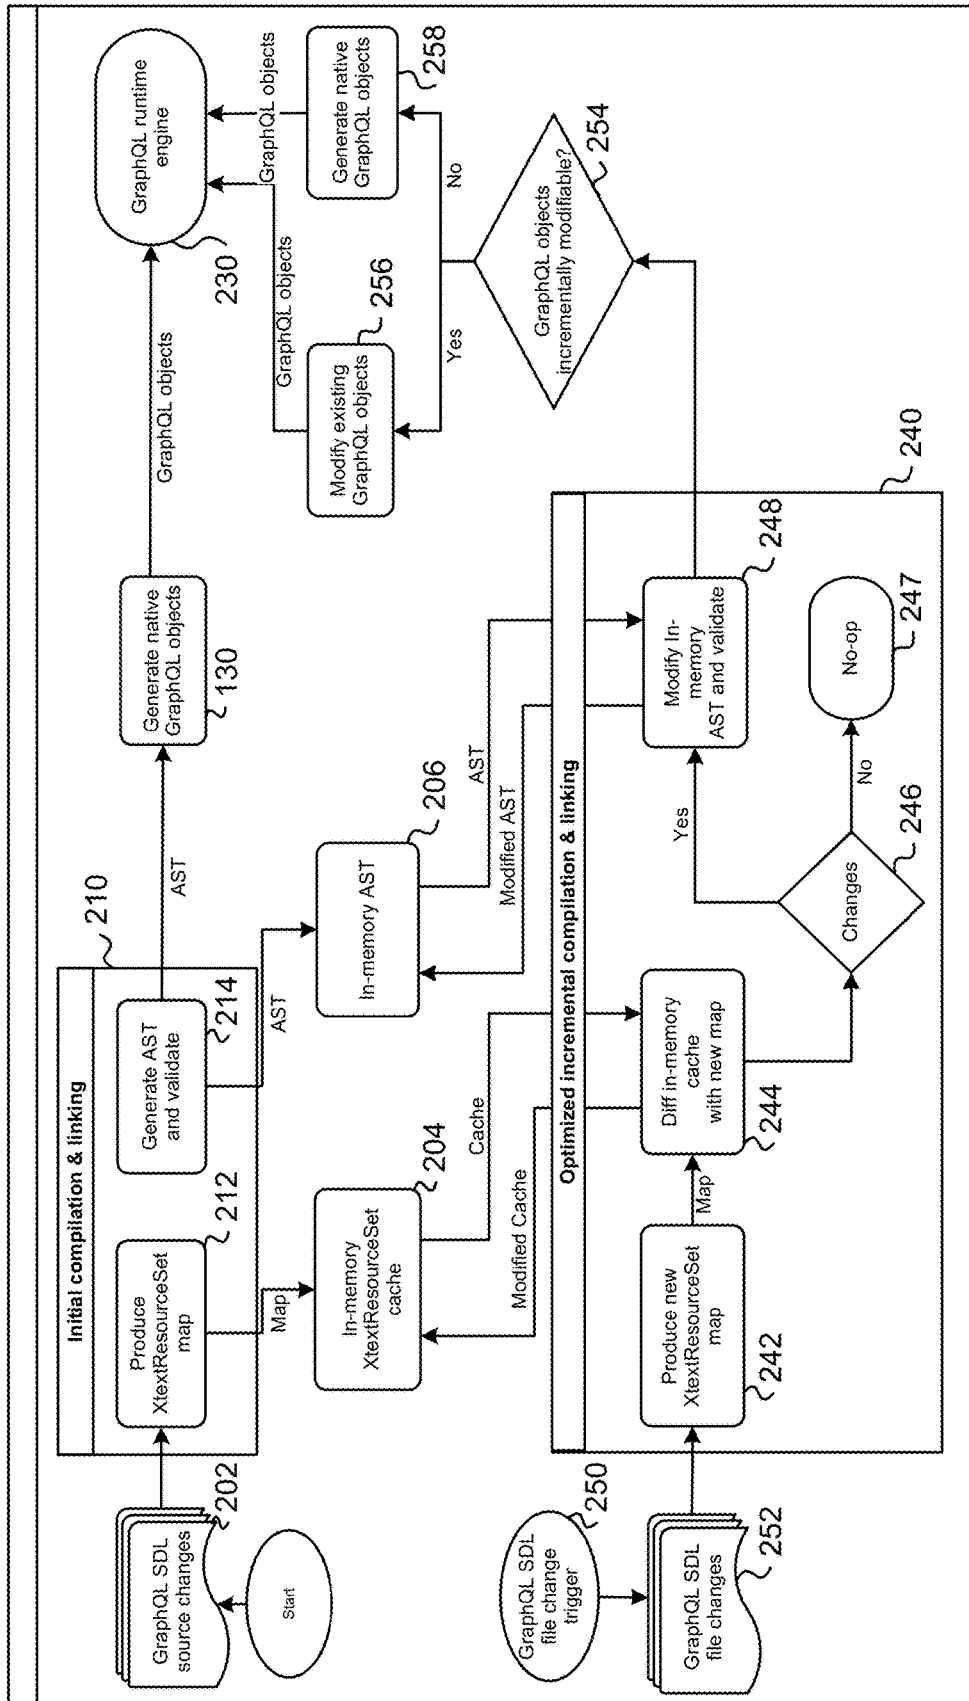 Start
GraphQL SDL
source changes
202
Initial compilation & linking
210
Produce
XtextResourceSet
map
212
Generate AST
and validate
214
AST
Generate native
GraphQL objects
130
GraphQL objects
GraphQL runtime
engine
230
Map
In-memory
XtextResourceSet
cache
204
AST
In-memory AST
206
Cache
Modified Cache
AST
Modified AST
GraphQL objects
GraphQL objects
Modify existing
GraphQL objects
256
Generate native
GraphQL objects
258
Yes
No
GraphQL objects
incrementally modifiable?
254
GraphQL SDL
file change
trigger
250
GraphQL SDL
file changes
252
Optimized incremental compilation & linking
240
Produce new
XtextResourceSet
map
242
Map
Diff in-memory
cache
with new map
244
Changes
246
Yes
No
Modify In-
memory
AST and validate
248
No-op
247